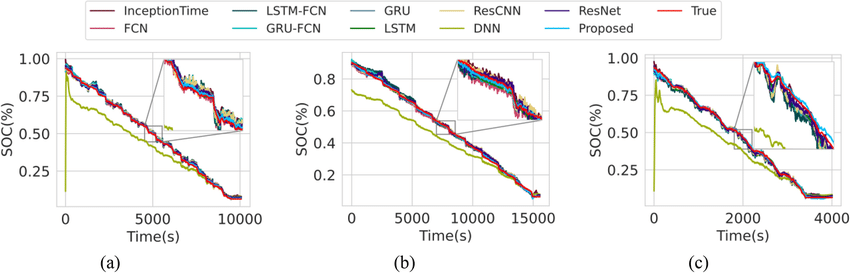 InceptionTime LSTM-FCN GRU ResCNN ResNet True
FCN GRU-FCN LSTM DNN Proposed
SOC(%)
1.00
0.75
0.50
0.25
0 5000 10000
Time(s)
(a)
SOC(%)
0.8
0.6
0.4
0.2
0 5000 10000 15000
Time(s)
(b)
SOC(%)
1.00
0.75
0.50
0.25
0 2000 4000
Time(s)
(c)